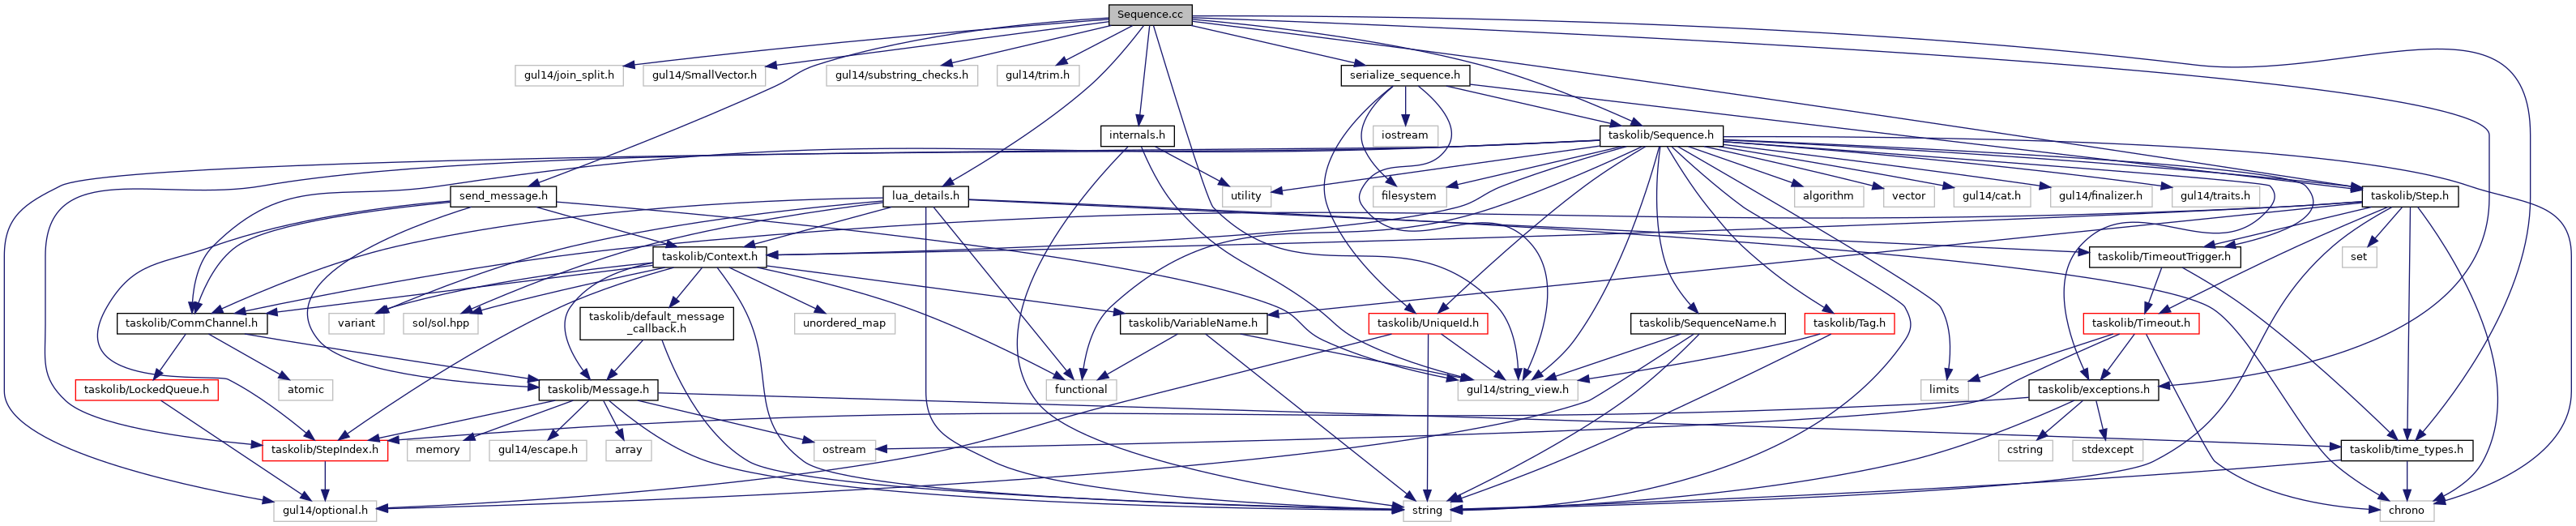 Sequence.cc
gul14/join_split.h
gul14/SmallVector.h
gul14/substring_checks.h
gul14/trim.h
serialize_sequence.h
internals.h
iostream
taskolib/Sequence.h
send_message.h
lua_details.h
utility
filesystem
algorithm
vector
gul14/cat.h
gul14/finalizer.h
gul14/traits.h
taskolib/Step.h
taskolib/Context.h
taskolib/TimeoutTrigger.h
set
taskolib/CommChannel.h
variant
sol/sol.hpp
taskolib/default_message
_callback.h
unordered_map
taskolib/VariableName.h
taskolib/UniqueId.h
taskolib/SequenceName.h
taskolib/Tag.h
taskolib/Timeout.h
taskolib/LockedQueue.h
atomic
taskolib/Message.h
functional
gul14/string_view.h
limits
taskolib/exceptions.h
taskolib/StepIndex.h
memory
gul14/escape.h
array
ostream
cstring
stdexcept
taskolib/time_types.h
gul14/optional.h
string
chrono